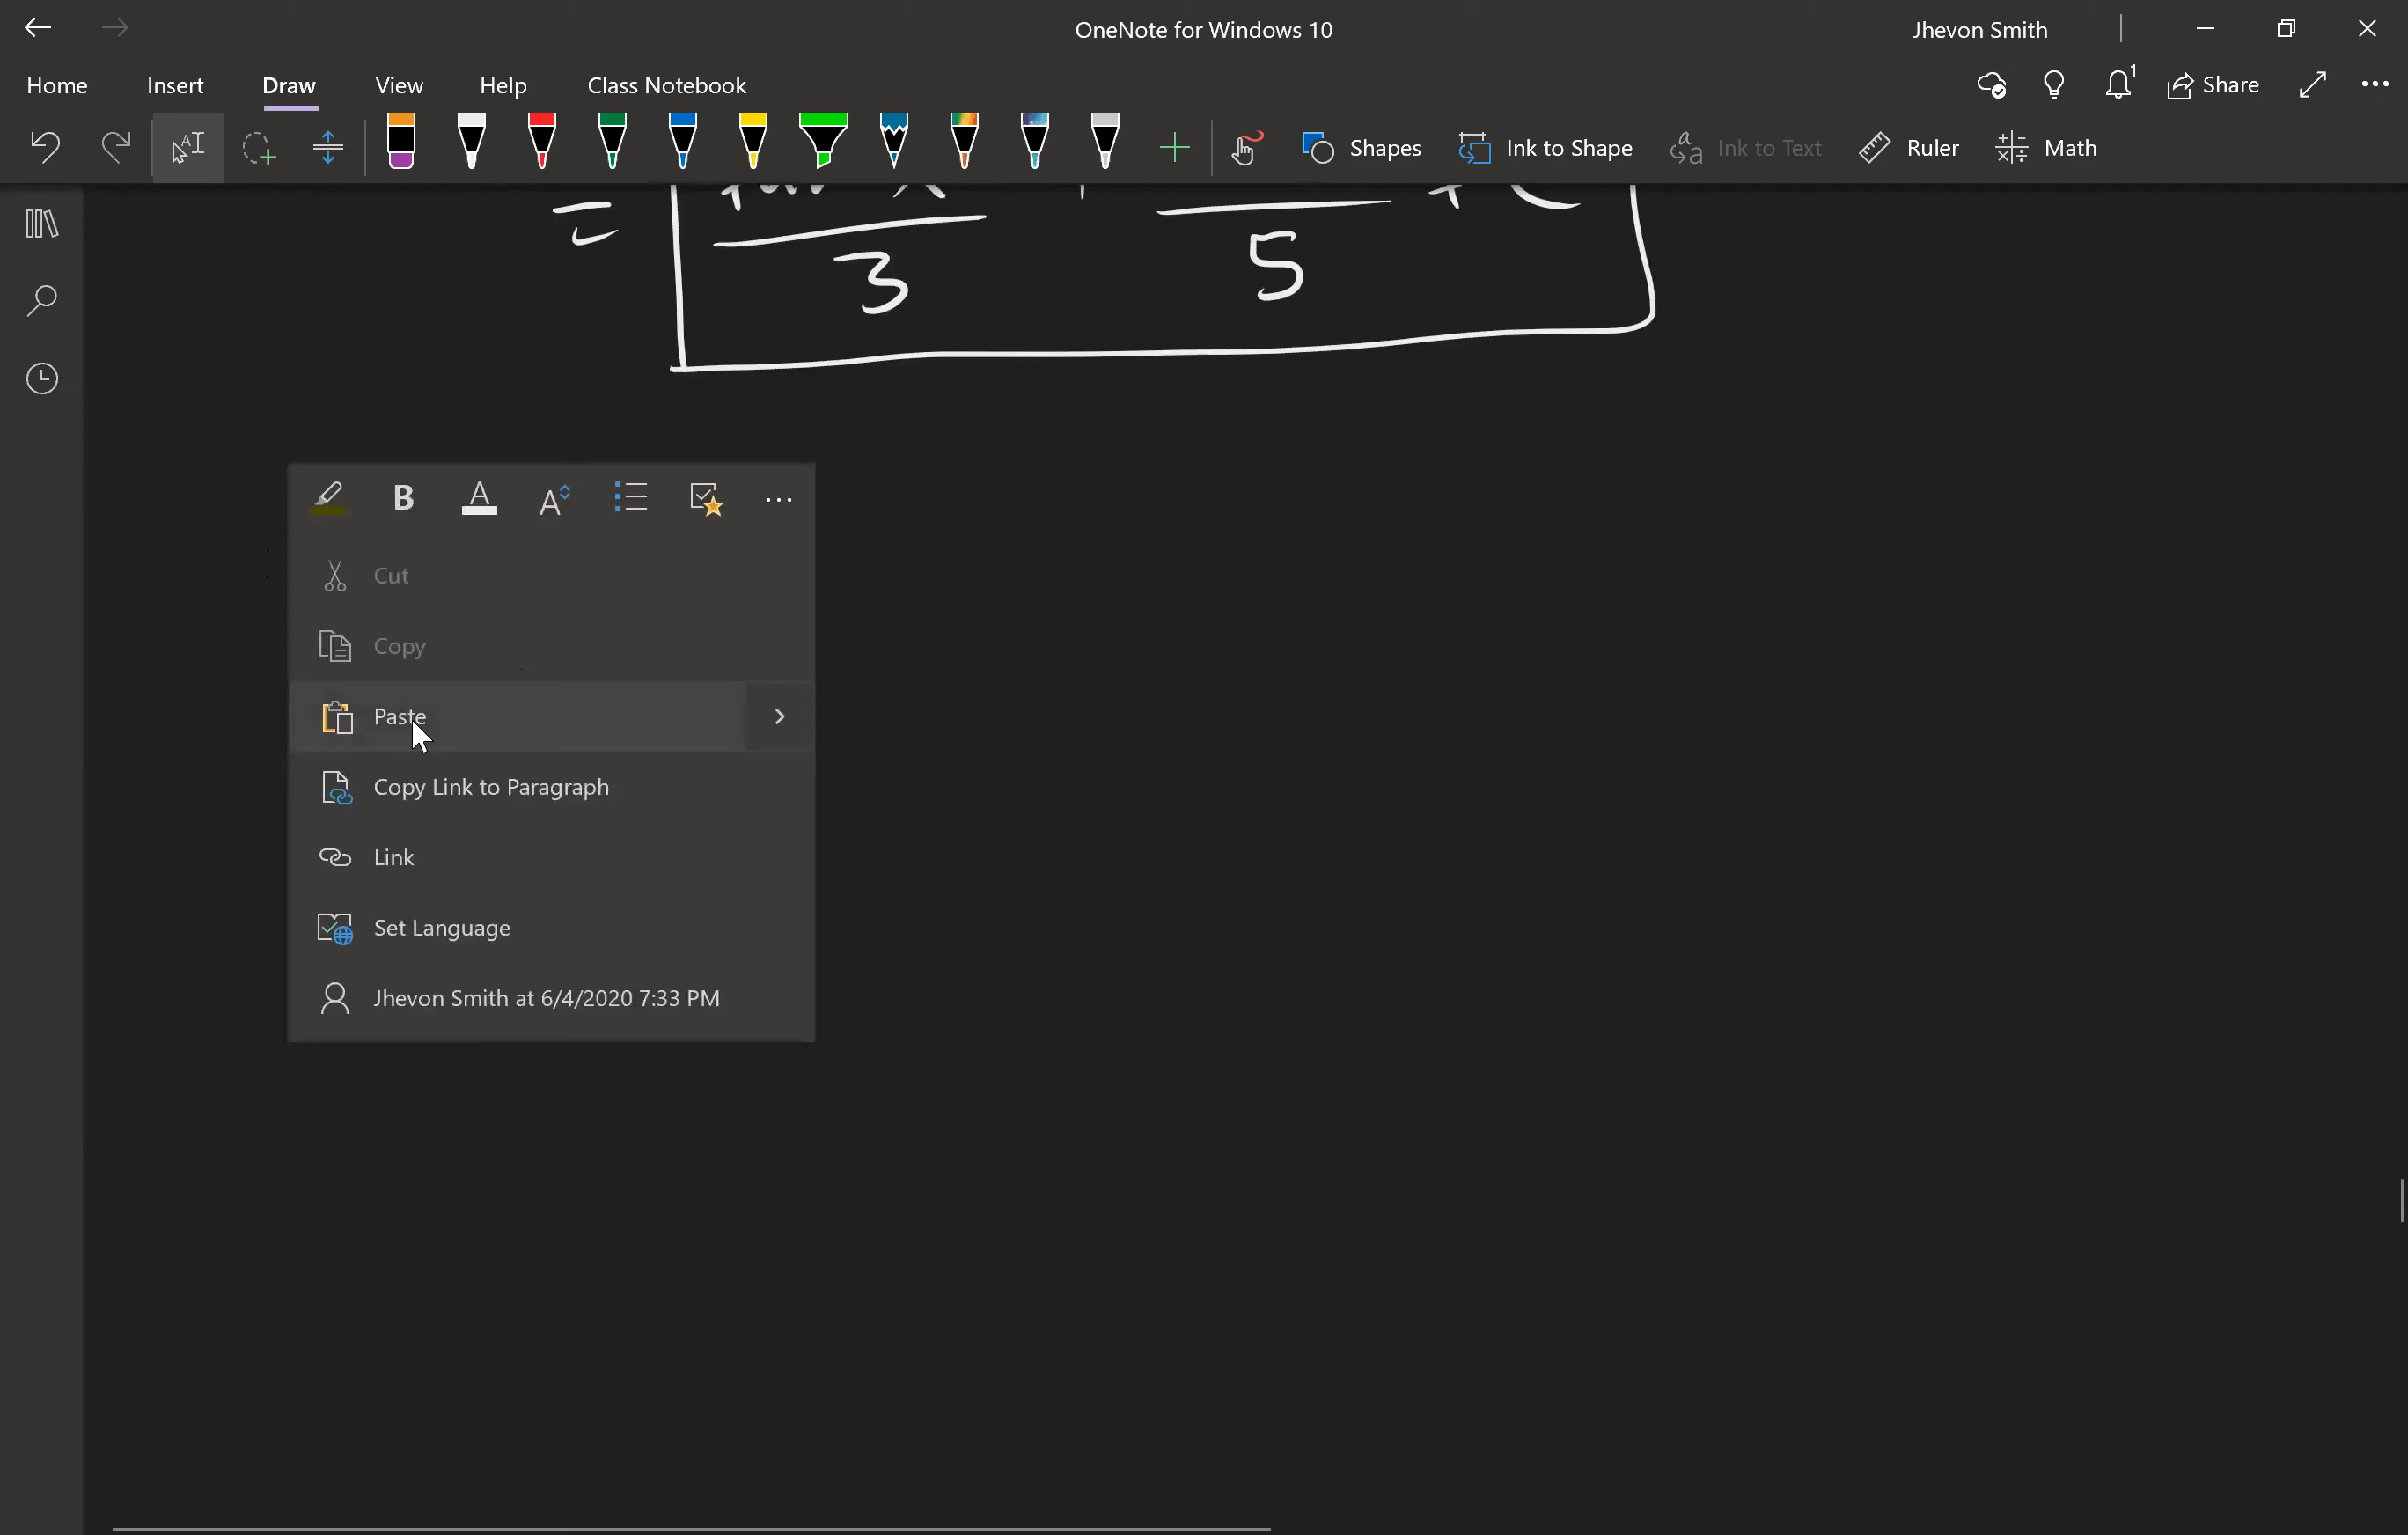 OneNote for Windows 10
Jhevon Smith
Home Insert Draw View Help Class Notebook
1 Share
Shapes Ink to Shape Ink to Text Ruler Math
=
+ C
3 5
B A A
Cut
Copy
Paste
Copy Link to Paragraph
Link
Set Language
Jhevon Smith at 6/4/2020 7:33 PM